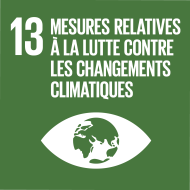 13 MESURES RELATIVES
À LA LUTTE CONTRE
LES CHANGEMENTS
CLIMATIQUES